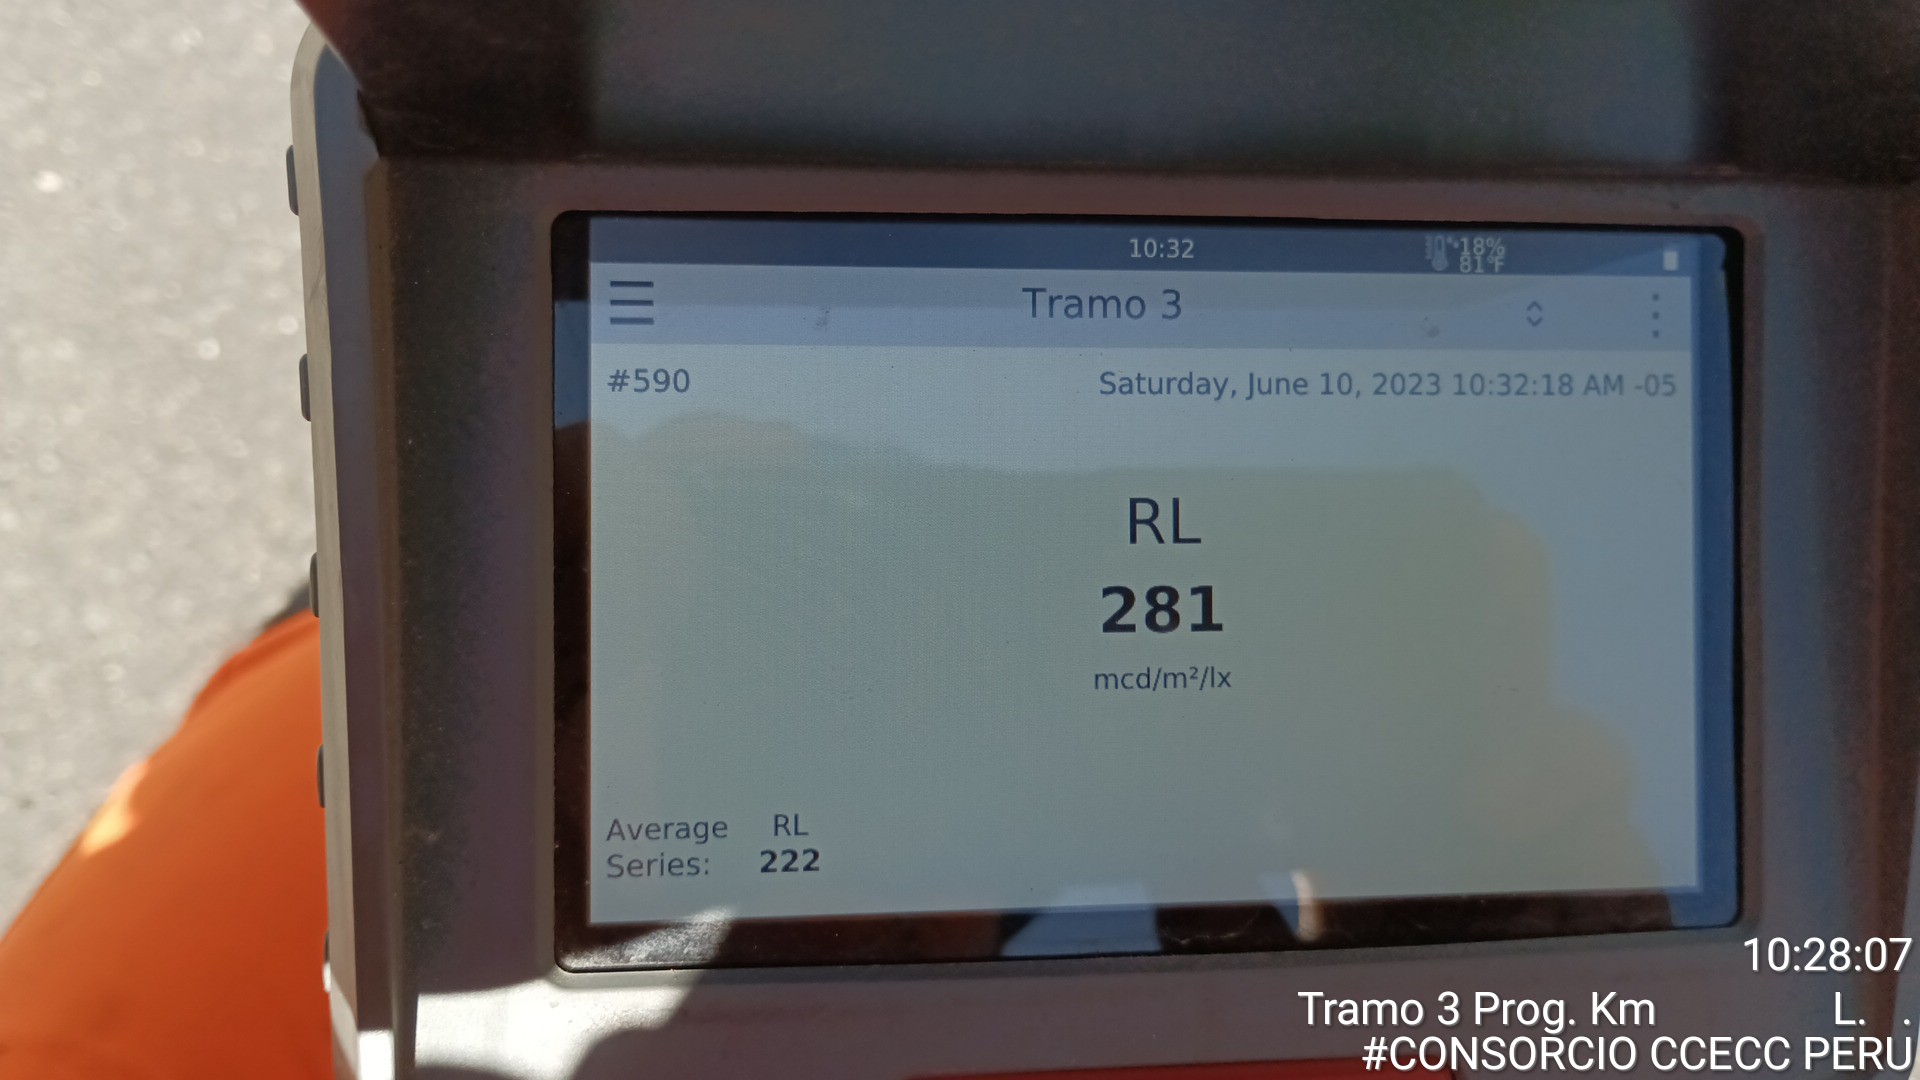 10:32
18%
81°F
Tramo 3
#590
Saturday, June 10, 2023 10:32:18 AM -05
RL
281
mcd/m²/lx
Average RL
Series: 222
10:28:07
Tramo 3 Prog. Km L. .
#CONSORCIO CCECC PERU